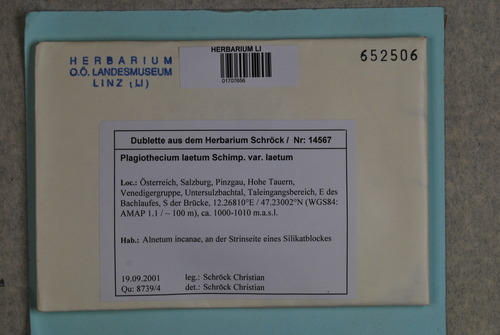 HERBARIUM LI
01707656
652506
HERBARIUM
O.Ö. LANDESMUSEUM
LINZ (LI)
Dublette aus dem Herbarium Schröck / Nr: 14567
Plagiothecium laetum Schimp. var. laetum
Loc.: Österreich, Salzburg, Pinzgau, Hohe Tauern,
Venedigergruppe, Untersulzbachtal, Taleingangsbereich, E des
Bachlaufes, S der Brücke, 12.26810°E / 47.23002°N (WGS84:
AMAP 1.1 / ~ 100 m), ca. 1000-1010 m.a.s.l.
Hab.: Alnetum incanae, an der Strinseite eines Silikatblockes
19.09.2001 leg.: Schröck Christian
Qu: 8739/4 det.: Schröck Christian